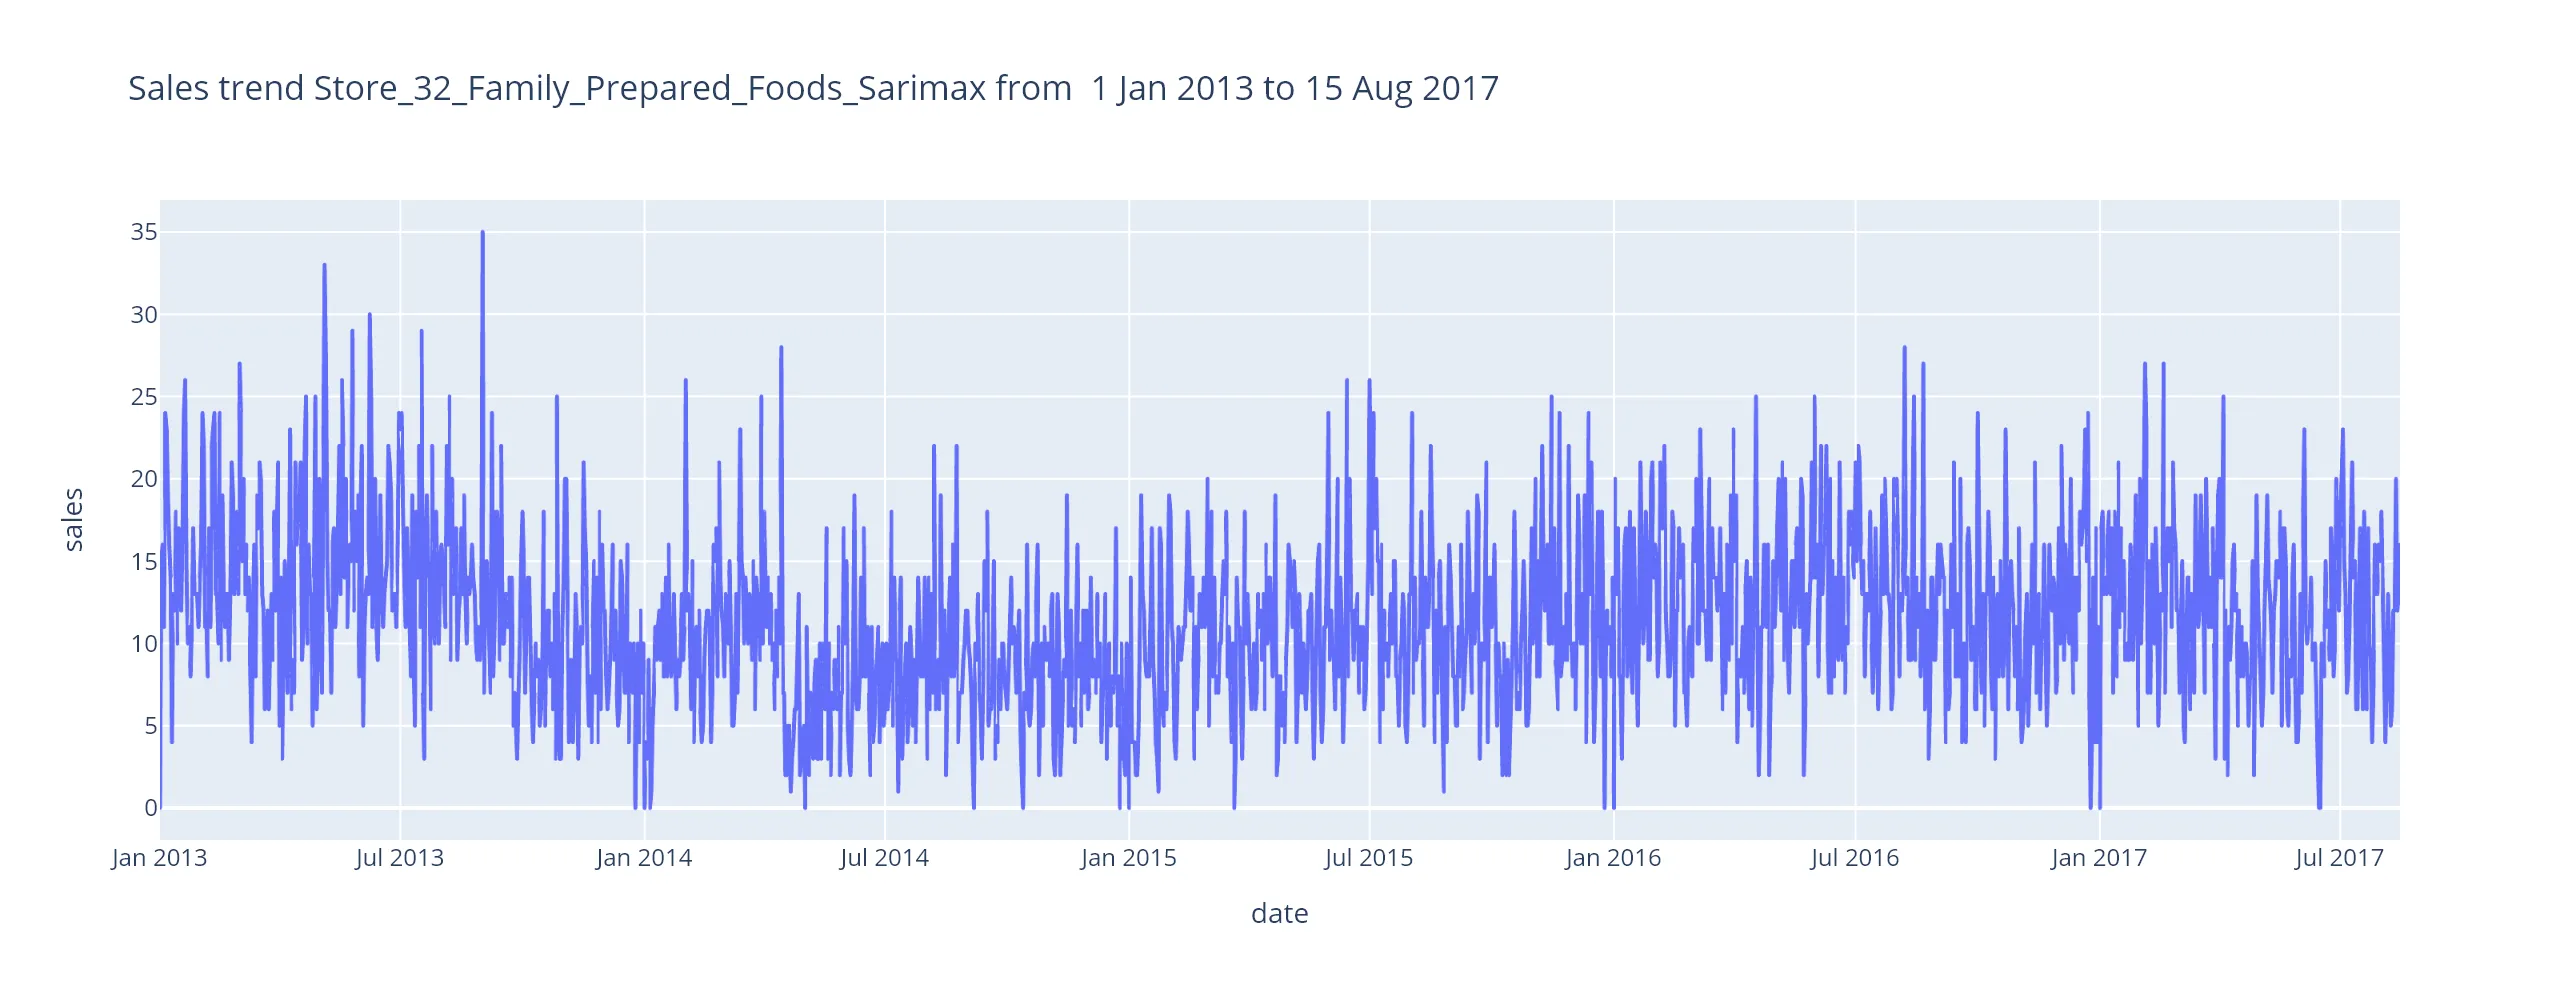 Sales trend Store_32_Family_Prepared_Foods_Sarimax from  1 Jan 2013 to 15 Aug 2017
35
30
25
20
15
10
5
0
sales
Jan 2013 Jul 2013 Jan 2014 Jul 2014 Jan 2015 Jul 2015 Jan 2016 Jul 2016 Jan 2017 Jul 2017
date